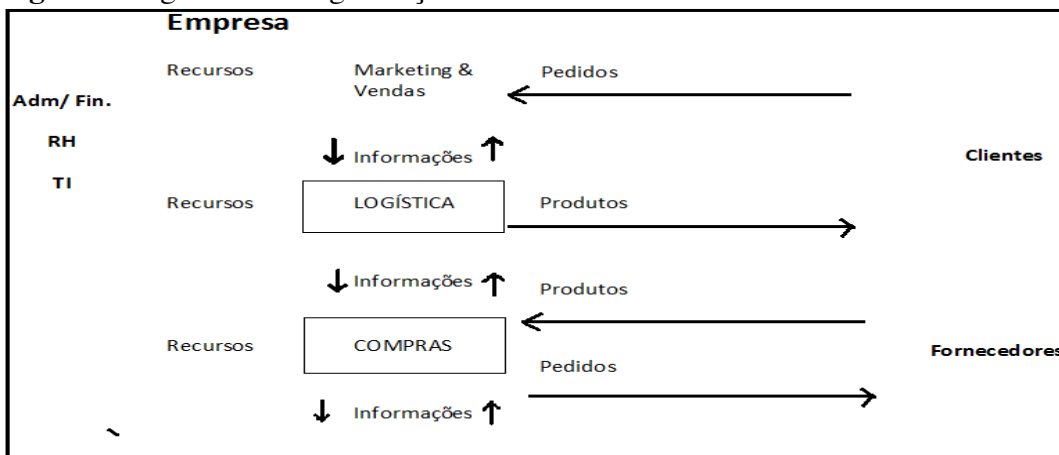 Empresa
Recursos
Marketing &
Vendas
Pedidos
Adm/ Fin.
RH
TI
Informações
Clientes
Recursos
LOGÍSTICA
Produtos
Informações
Produtos
Recursos
COMPRAS
Fornecedores
Pedidos
Informações